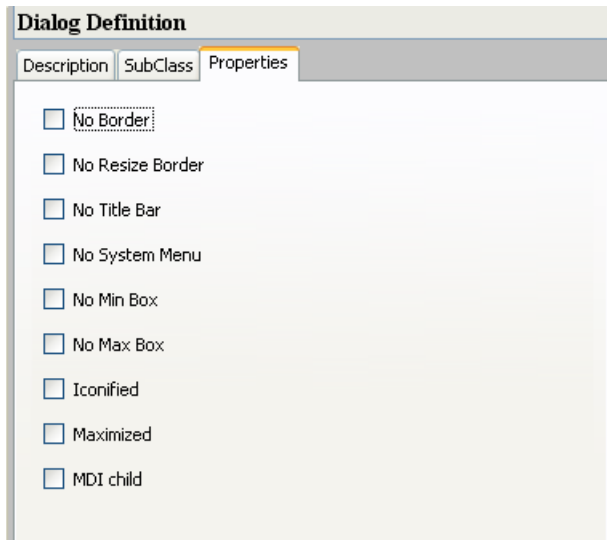 Dialog Definition
Description SubClass Properties
No Border
No Resize Border
No Title Bar
No System Menu
No Min Box
No Max Box
Iconified
Maximized
MDI child